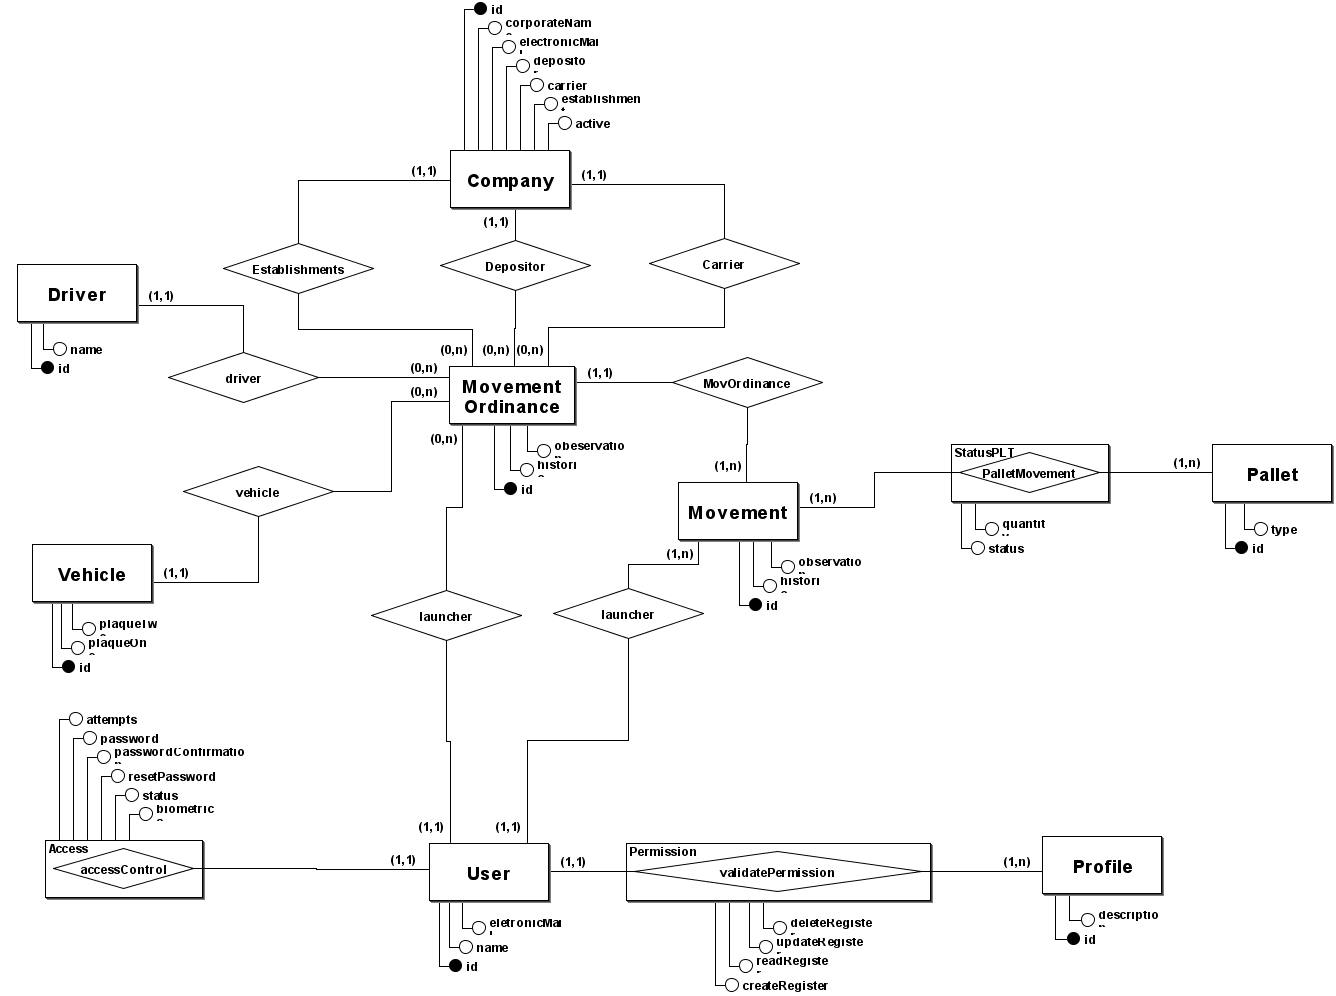 id
corporateNam
electronicMai
deposito
carrier
establishmen
active
(1,1)
Company
(1,1)
(1,1)
Establishments
Depositor
Carrier
Driver
(1,1)
name
id
driver
(0,n)
(0,n)
(0,n)
(0,n)
(0,n)
(0,n)
Movement
Ordinance
(1,1)
MovOrdinance
obeservatio
histori
id
vehicle
(1,n)
StatusPLT
PalletMovement
(1,n)
Pallet
(1,n)
Movement
quantit
status
type
id
Vehicle
(1,1)
(1,n)
observatio
histori
id
plaqueTw
plaqueOn
id
launcher
launcher
attempts
password
passwordConfirmatio
resetPassword
status
biometric
(1,1)
(1,1)
Access
accessControl
(1,1)
User
(1,1)
Permission
validatePermission
(1,n)
Profile
eletronicMai
name
id
deleteRegiste
updateRegiste
readRegiste
createRegister
descriptio
id